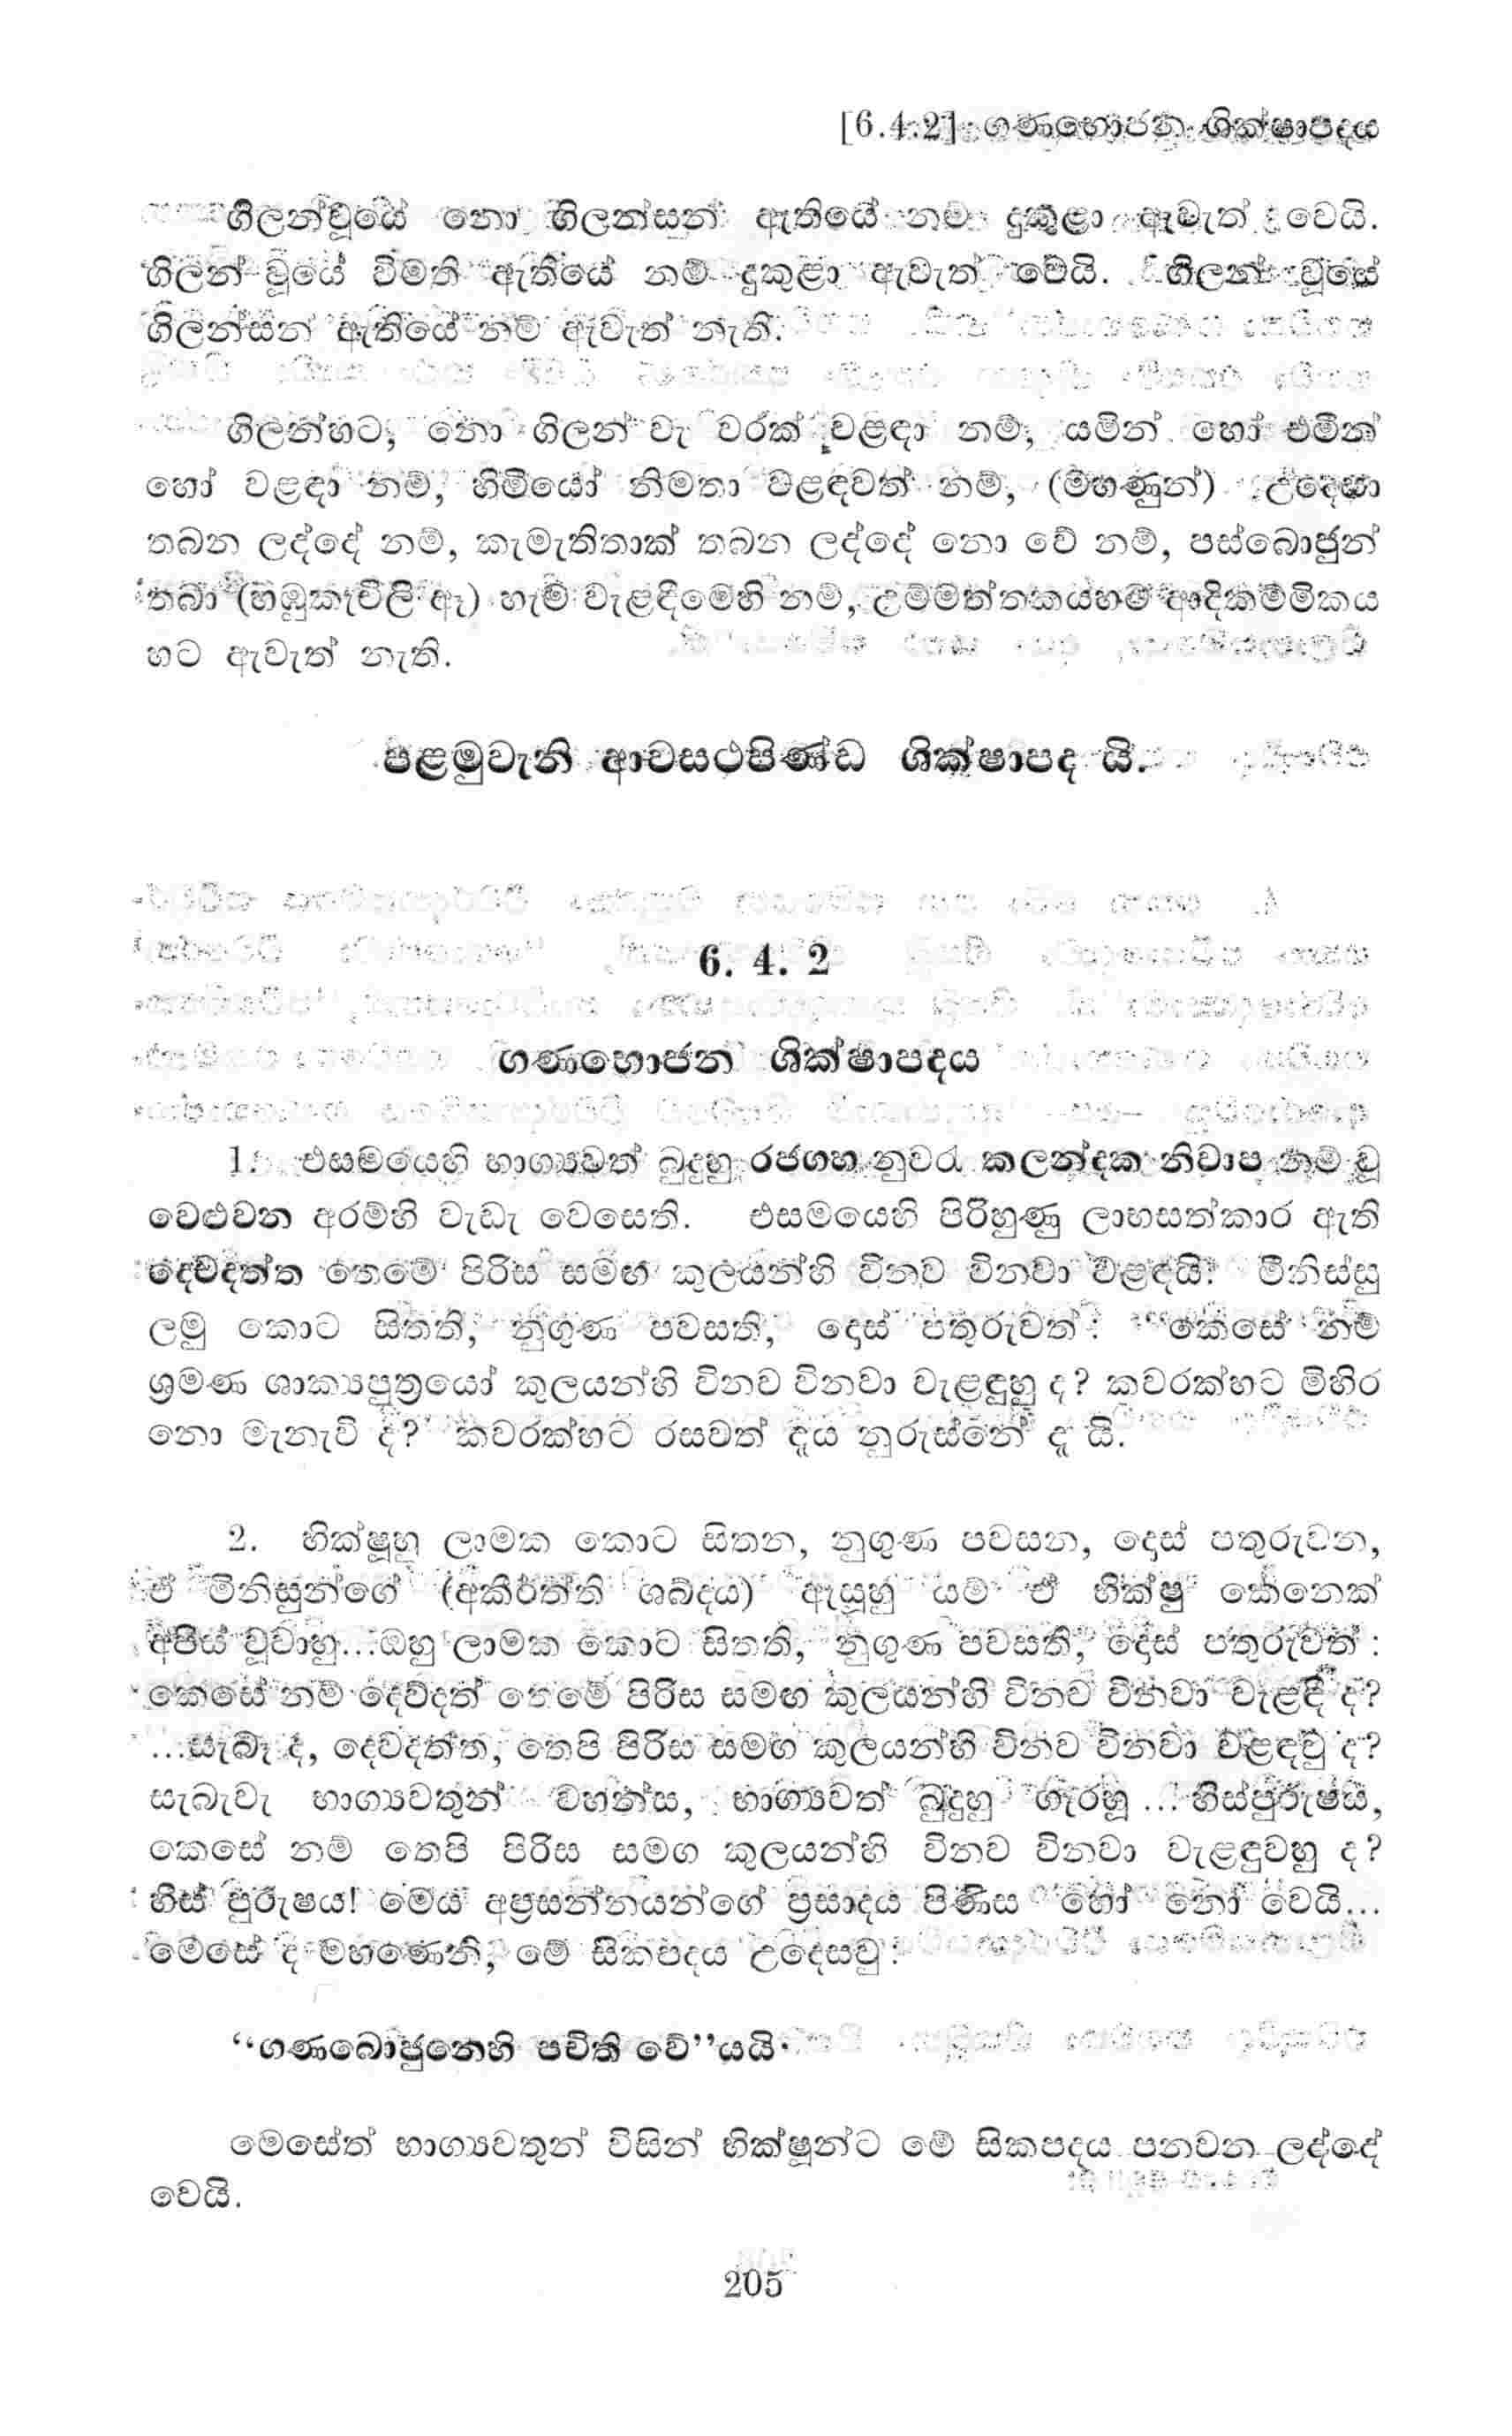 [6.4.2] ගණභොජන ශික්ෂාපදය
ගිලන්වූයේ නො ගිලන්සන් ඇතියේ නම් දුකුළා ඇවැත් වෙයි.
ගිලන් වූයේ විමති ඇතියේ නම් දුකුළා ඇවැත් වෙයි. ගිලන් වූයේ
ගිලන්සන් ඇතියේ නම් ඇවැත් නැති.
ගිලන්හට, නො ගිලන් වැ වරක් වළඳා නම්, යමින් හෝ එමින්
හෝ වළඳා නම්, හිමියෝ නිමතා වළඳවත් නම්, (මහණුන්) උදෙසා
තබන ලද්දේ නම්, කැමැතිතාක් තබන ලද්දේ නො වේ නම්, පස්බොජුන්
තබා (හඹුකැවිලි ඈ) හැම වැළඳීමෙහි නම්, උම්මත්තකයහට ආදිකම්මිකය
හට ඇවැත් නැති.
පළමුවැනි ආවසථපිණ්ඩ ශික්ෂාපද යි.
6. 4. 2
ගණභොජන ශික්ෂාපදය
1. එසමයෙහි භාග්‍යවත් බුදුහු රජගහ නුවරැ කලන්දක නිවාප නම් වූ
වෙළුවන අරම්හි වැඩැ වෙසෙති. එසමයෙහි පිරිහුණු ලාභසත්කාර ඇති
දෙවදත්ත තෙමේ පිරිස සමඟ කුලයන්හි විනව විනවා වළඳයි. මිනිස්සු
ලමු කොට සිතති, නුගුණ පවසති, දොස් පතුරුවත් : “කෙසේ නම්
ශ්‍රමණ ශාක්‍යපුත්‍රයෝ කුලයන්හි විනව විනවා වැළඳූහු ද? කවරක්හට මිහිර
නො මැනැවි ද? කවරක්හට රසවත් දැය නුරුස්නේ ද” යි.
2. භික්ෂූහු ලාමක කොට සිතන, නුගුණ පවසන, දොස් පතුරුවන,
ඒ මිනිසුන්ගේ (අකීර්ත්ති ශබ්දය) ඇසූහු යම් ඒ භික්ෂු කෙනෙක්
අපිස් වූවාහු...ඔහු ලාමක කොට සිතති, නුගුණ පවසති, දොස් පතුරුවත් :
කෙසේ නම් දෙව්දත් තෙමේ පිරිස සමඟ කුලයන්හි විනව විනවා වැළඳී ද?
...සැබෑ ද, දෙවදත්ත, තෙපි පිරිස සමඟ කුලයන්හි විනව විනවා වළඳවු ද?
සැබැවැ භාග්‍යවතුන් වහන්ස, භාග්‍යවත් බුදුහු ගැරහූ ... හිස්පුරුෂය,
කෙසේ නම් තෙපි පිරිස සමග කුලයන්හි විනව විනවා වැළඳුවහු ද?
හිස් පුරුෂය! මෙය අප්‍රසන්නයන්ගේ ප්‍රසාදය පිණිස හෝ නො වෙයි...
මෙසේ ද මහණෙනි, මේ සිකපදය උදෙසවු :
“ගණබොජුනෙහි පචිති වේ”යයි.
මෙසේත් භාග්‍යවතුන් විසින් භික්ෂූන්ට මේ සිකපදය පනවන ලද්දේ
වෙයි.
205